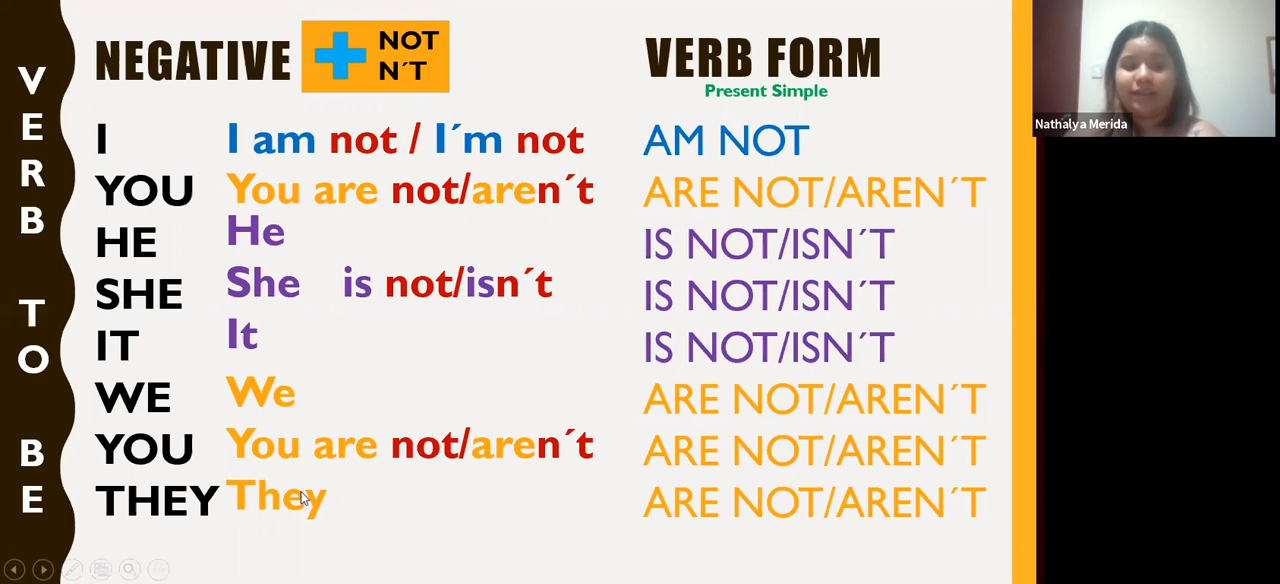 VERB TO BE
NEGATIVE + NOT
N´T
VERB FORM
Present Simple
I I am not / I´m not AM NOT
YOU You are not/aren´t ARE NOT/AREN´T
HE He IS NOT/ISN´T
SHE She is not/isn´t IS NOT/ISN´T
IT It IS NOT/ISN´T
WE We ARE NOT/AREN´T
YOU You are not/aren´t ARE NOT/AREN´T
THEY They ARE NOT/AREN´T
Nathalya Merida